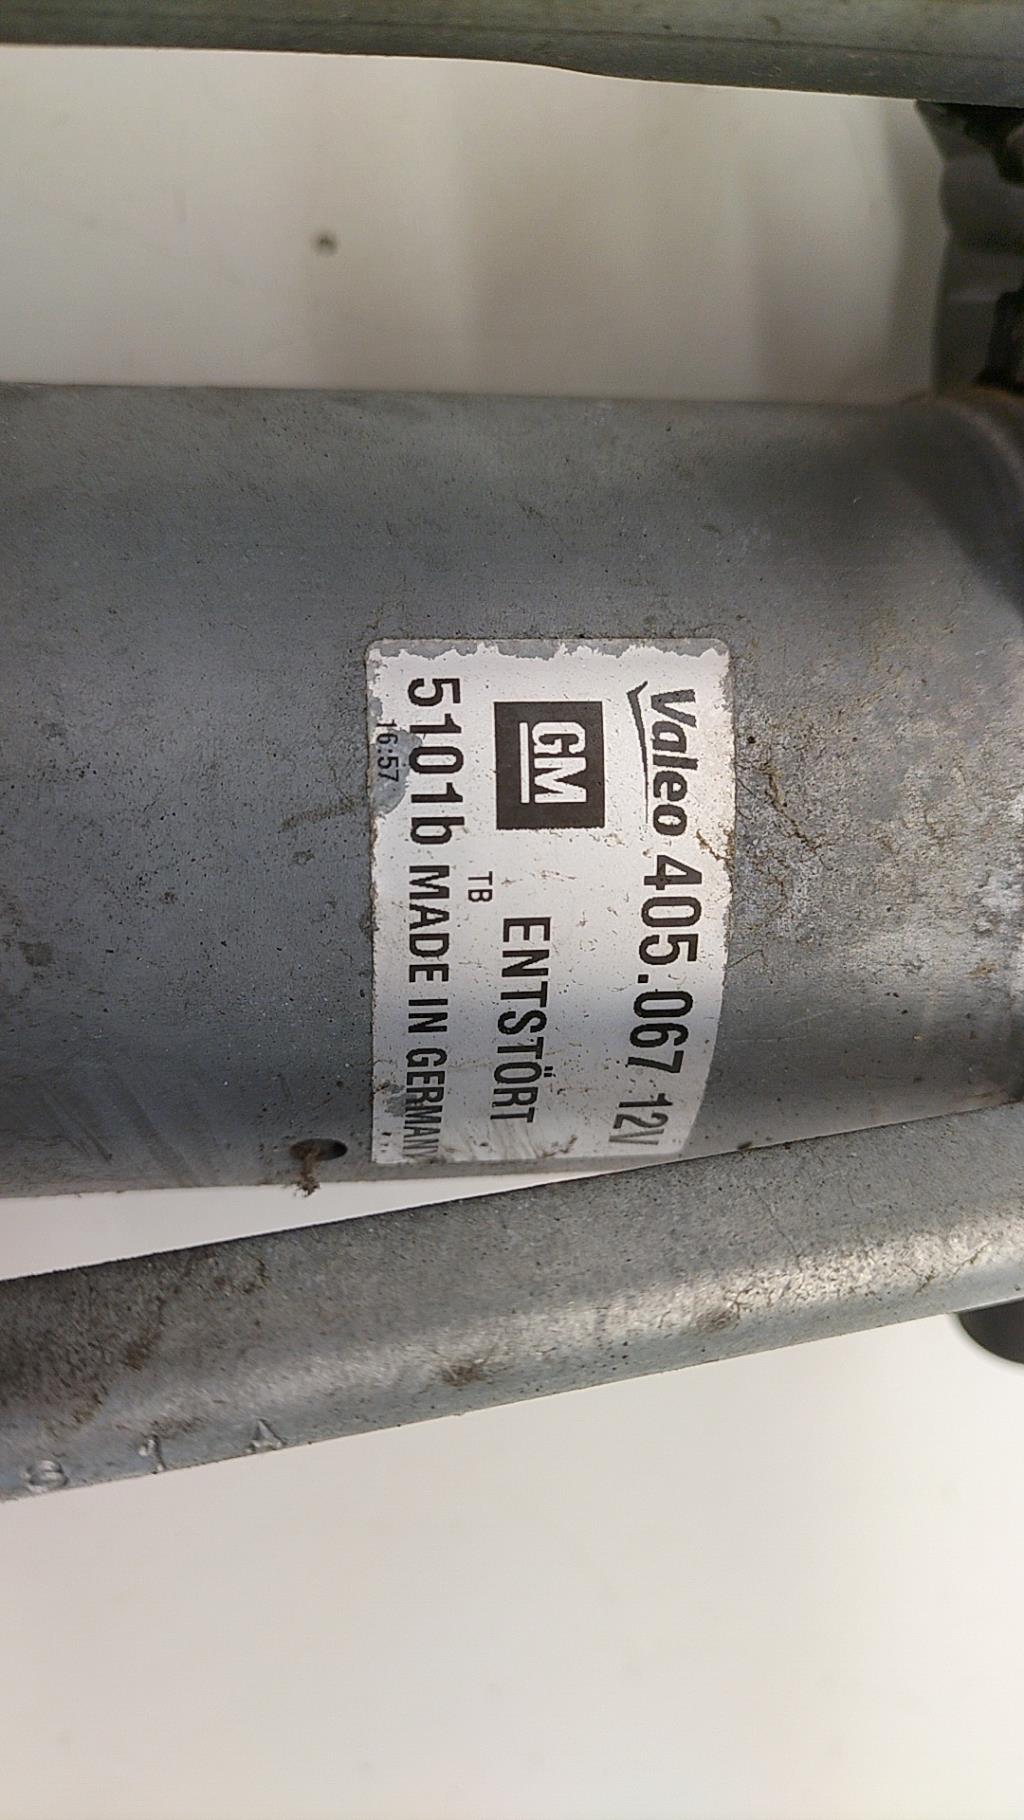 Valeo 405.067 12V
GM
ENTSTÖRT
TB
5101b MADE IN GERMANY
16:57